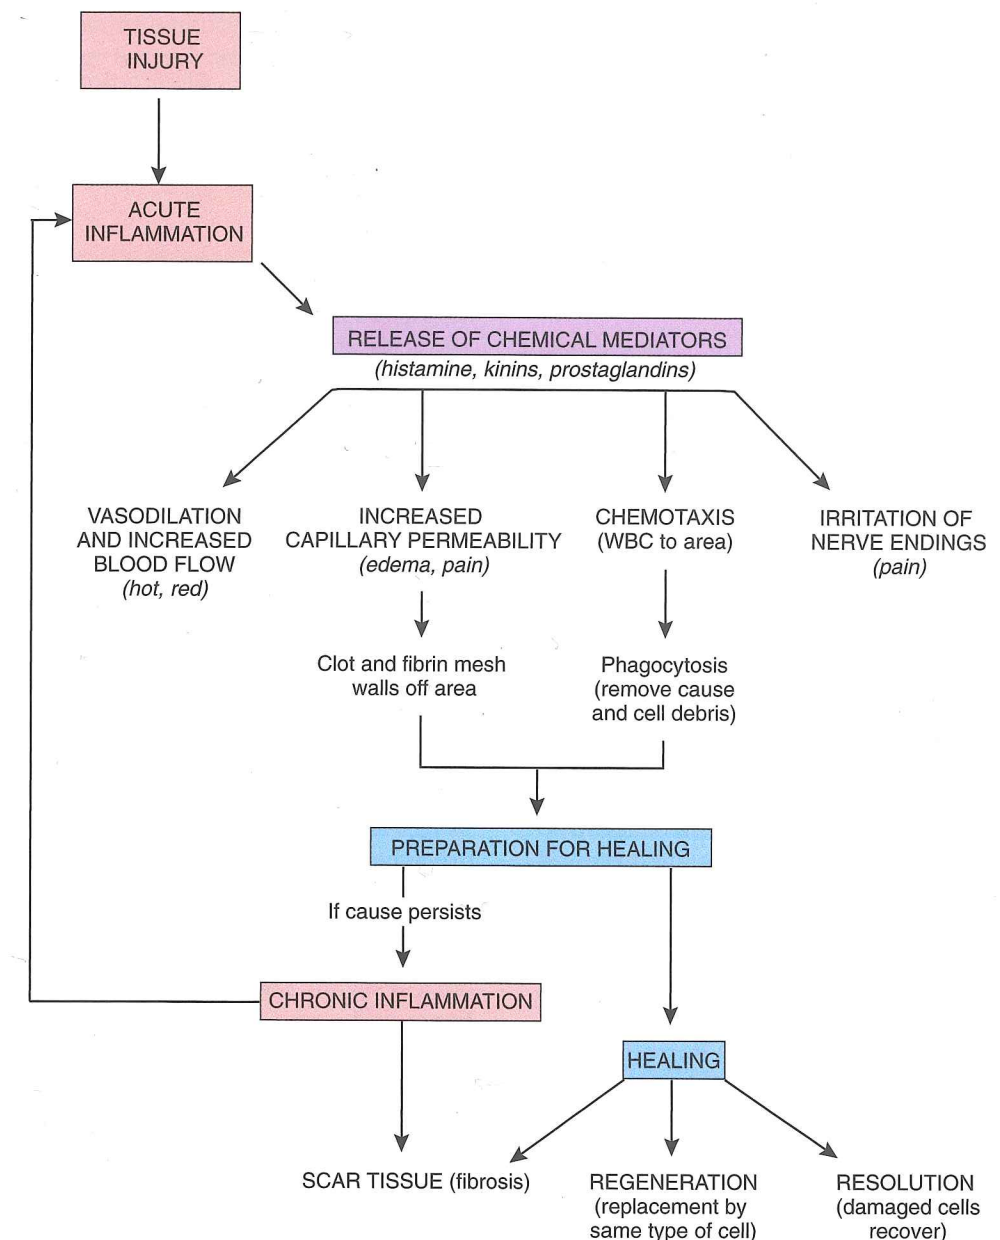 TISSUE
INJURY
ACUTE
INFLAMMATION
RELEASE OF CHEMICAL MEDIATORS
(histamine, kinins, prostaglandins)
VASODILATION
AND INCREASED
BLOOD FLOW
(hot, red)
INCREASED
CAPILLARY PERMEABILITY
(edema, pain)
CHEMOTAXIS
(WBC to area)
IRRITATION OF
NERVE ENDINGS
(pain)
Clot and fibrin mesh
walls off area
Phagocytosis
(remove cause
and cell debris)
PREPARATION FOR HEALING
If cause persists
CHRONIC INFLAMMATION
HEALING
SCAR TISSUE (fibrosis)
REGENERATION
(replacement by
same type of cell)
RESOLUTION
(damaged cells
recover)